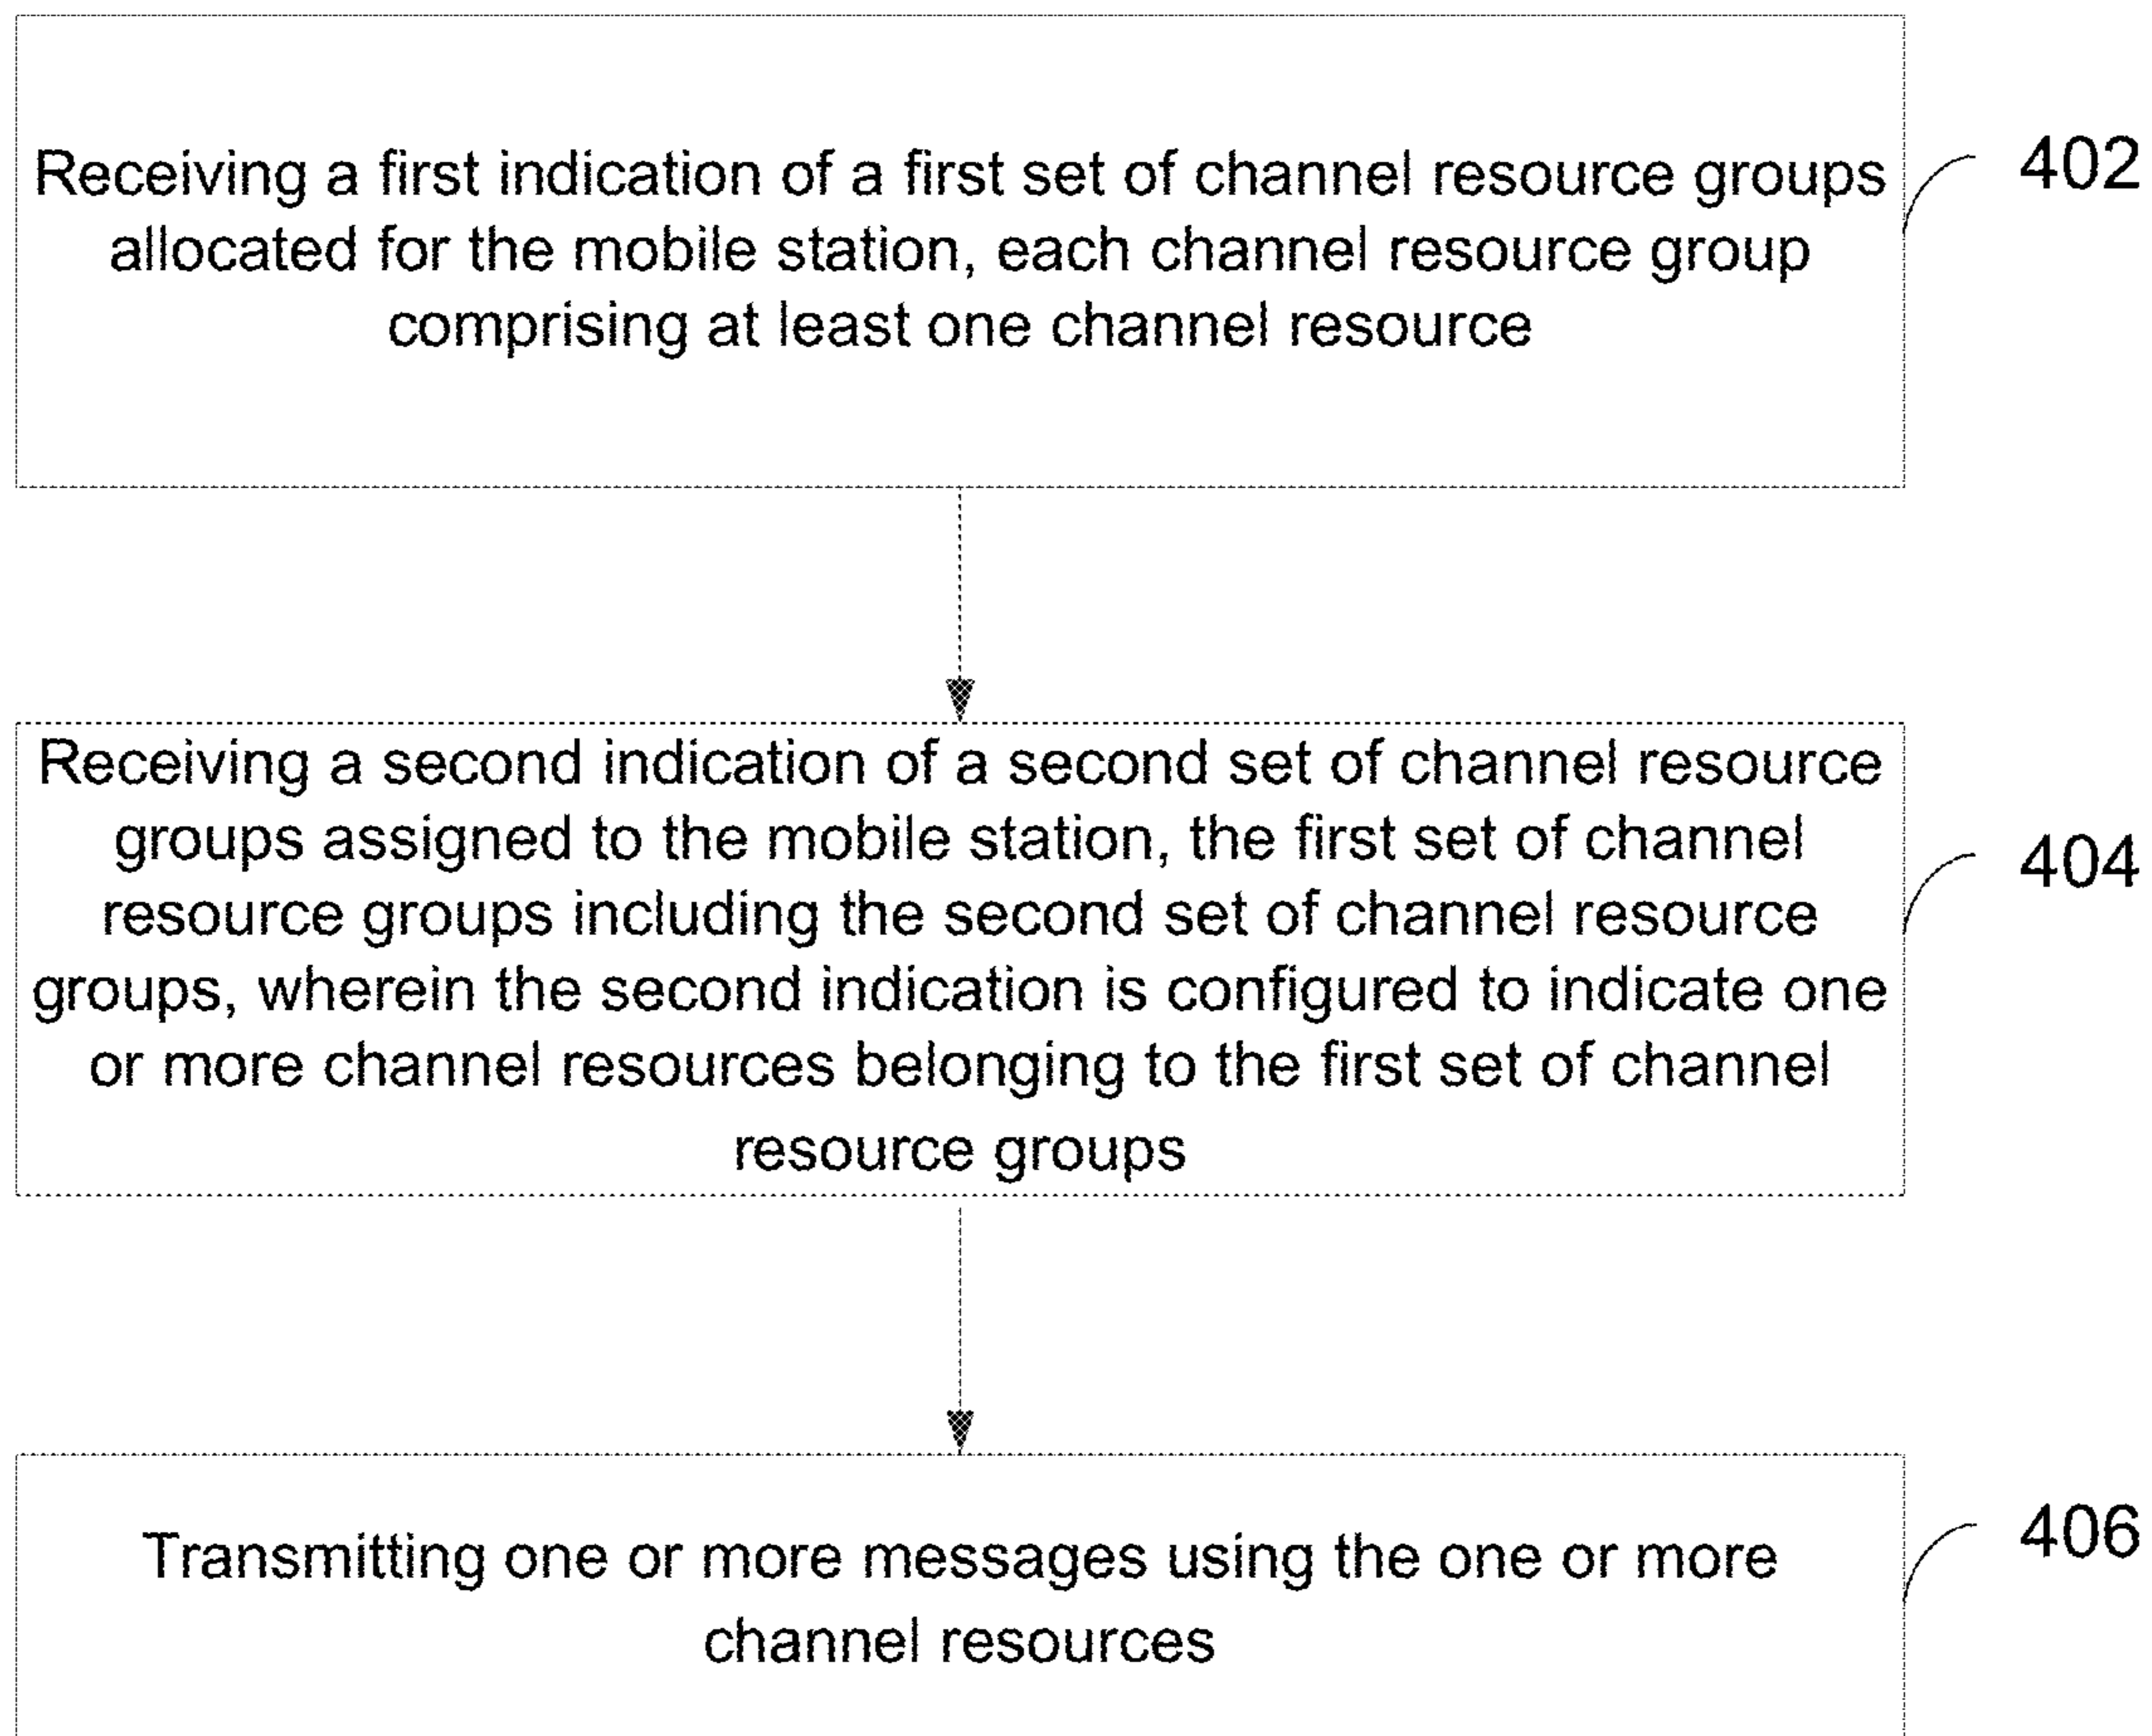 Receiving a first indication of a first set of channel resource groups
allocated for the mobile station, each channel resource group
comprising at least one channel resource
402
Receiving a second indication of a second set of channel resource
groups assigned to the mobile station, the first set of channel
resource groups including the second set of channel resource
groups, wherein the second indication is configured to indicate one
or more channel resources belonging to the first set of channel
resource groups
404
Transmitting one or more messages using the one or more
channel resources
406